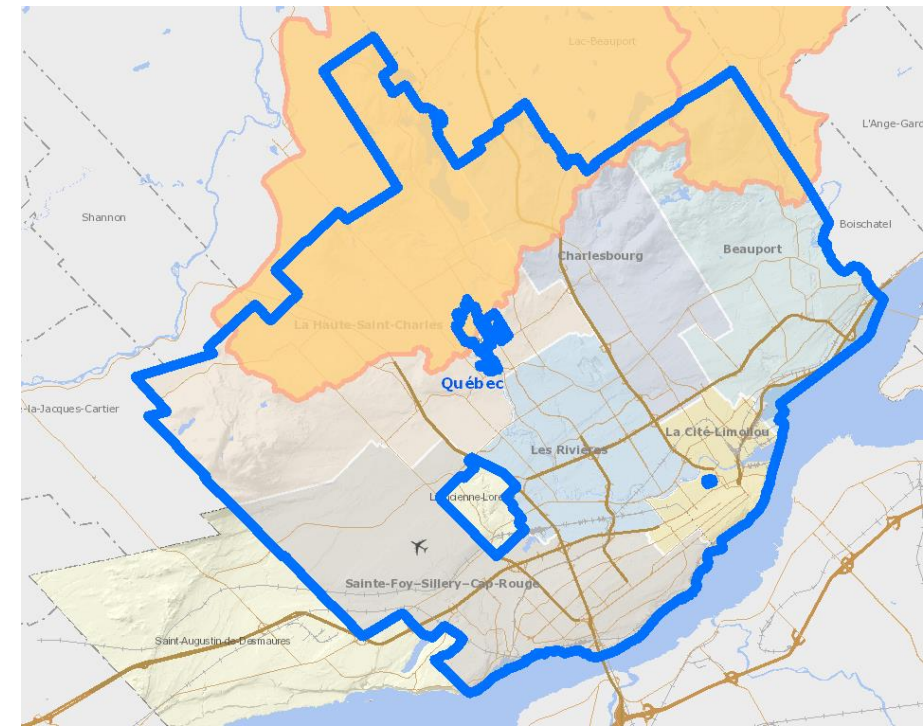 Lac-Beauport
L'Ange-Gard
Shannon
Boischatel
Beauport
Charlesbourg
La Haute-Saint-Charles
Québec
-la-Jacques-Cartier
La Cité-Limoilou
Les Rivières
Sainte-Foy–Sillery–Cap-Rouge
Saint-Augustin-de-Desmaures